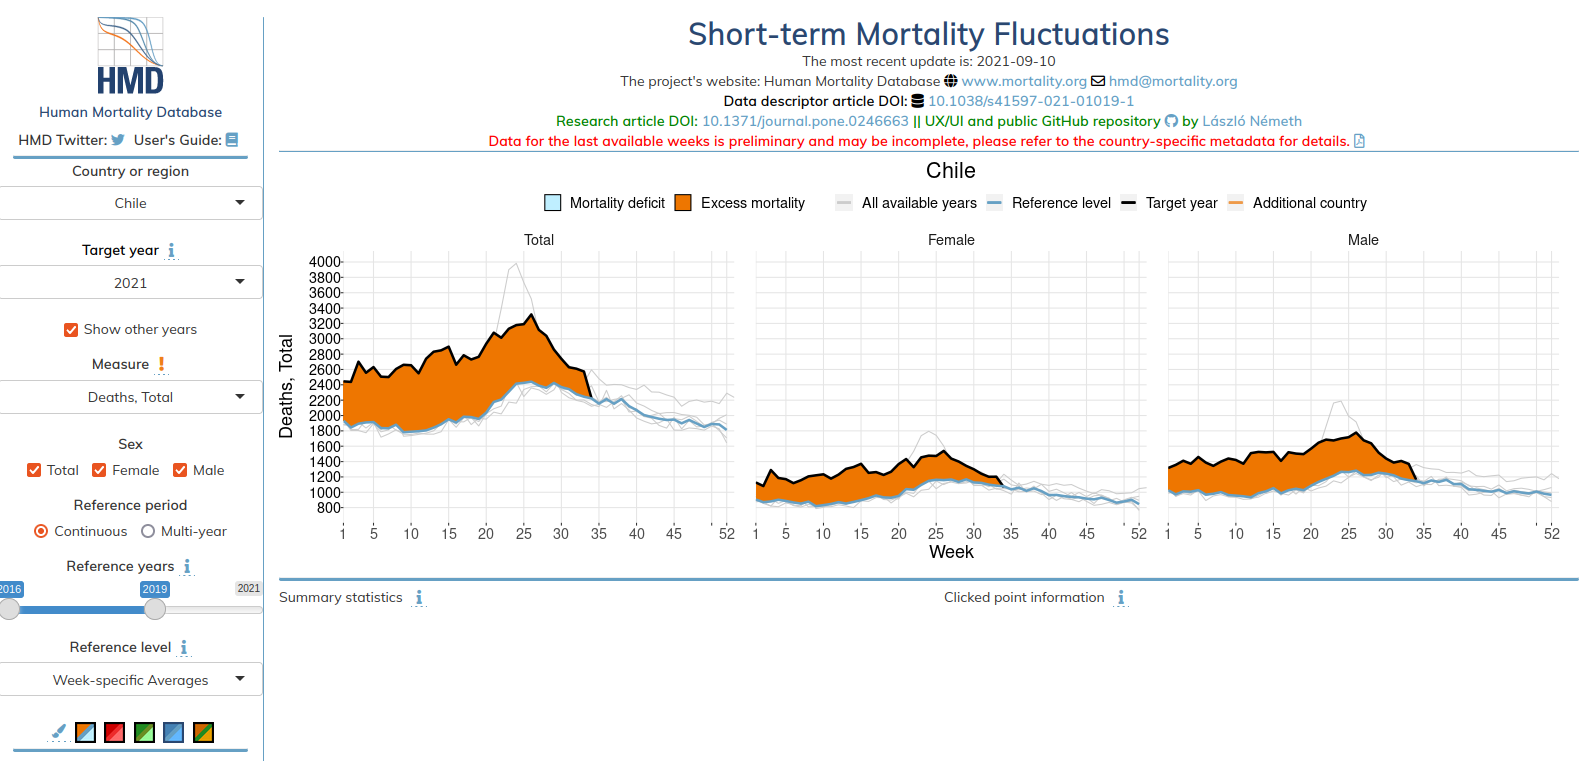 HMD
Human Mortality Database
HMD Twitter: User's Guide:
Country or region
Chile
Target year
2021
Show other years
Measure
Deaths, Total
Sex
Total Female Male
Reference period
Continuous Multi-year
Reference years
2016 2019 2021
Reference level
Week-specific Averages
Short-term Mortality Fluctuations
The most recent update is: 2021-09-10
The project's website: Human Mortality Database www.mortality.org hmd@mortality.org
Data descriptor article DOI: 10.1038/s41597-021-01019-1
Research article DOI: 10.1371/journal.pone.0246663 || UX/UI and public GitHub repository by László Németh
Data for the last available weeks is preliminary and may be incomplete, please refer to the country-specific metadata for details.
Chile
Mortality deficit Excess mortality All available years Reference level Target year Additional country
Total Female Male
Deaths, Total
4000
3800
3600
3400
3200
3000
2800
2600
2400
2200
2000
1800
1600
1400
1200
1000
800
1 5 10 15 20 25 30 35 40 45 52 1 5 10 15 20 25 30 35 40 45 52 1 5 10 15 20 25 30 35 40 45 52
Week
Summary statistics Clicked point information